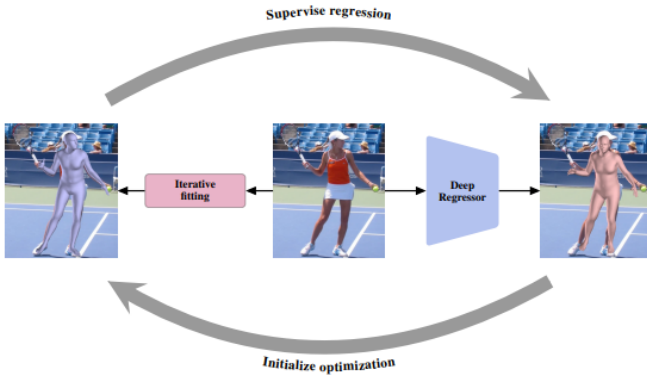 Supervise regression
Iterative
fitting
Deep
Regressor
Initialize optimization